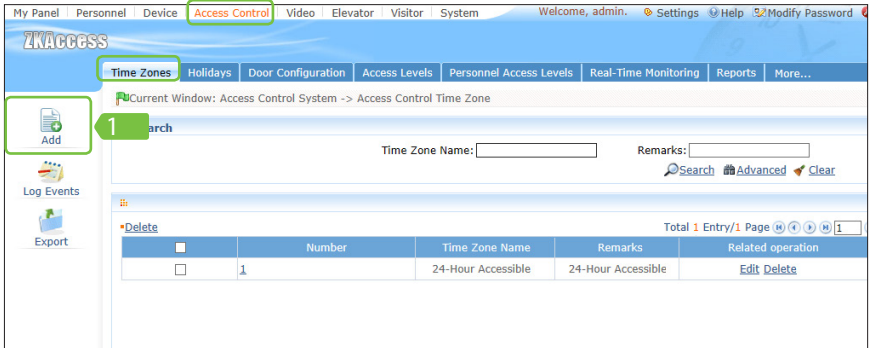 My Panel Personnel Device Access Control Video Elevator Visitor System Welcome, admin. Settings Help Modify Password
ZKAccess
Time Zones Holidays Door Configuration Access Levels Personnel Access Levels Real-Time Monitoring Reports More...
Current Window: Access Control System -> Access Control Time Zone
Add
1
arch
Time Zone Name: Remarks:
Search Advanced Clear
Log Events
Export
Delete Total 1 Entry/1 Page 1
Number Time Zone Name Remarks Related operation
1 24-Hour Accessible 24-Hour Accessible Edit Delete